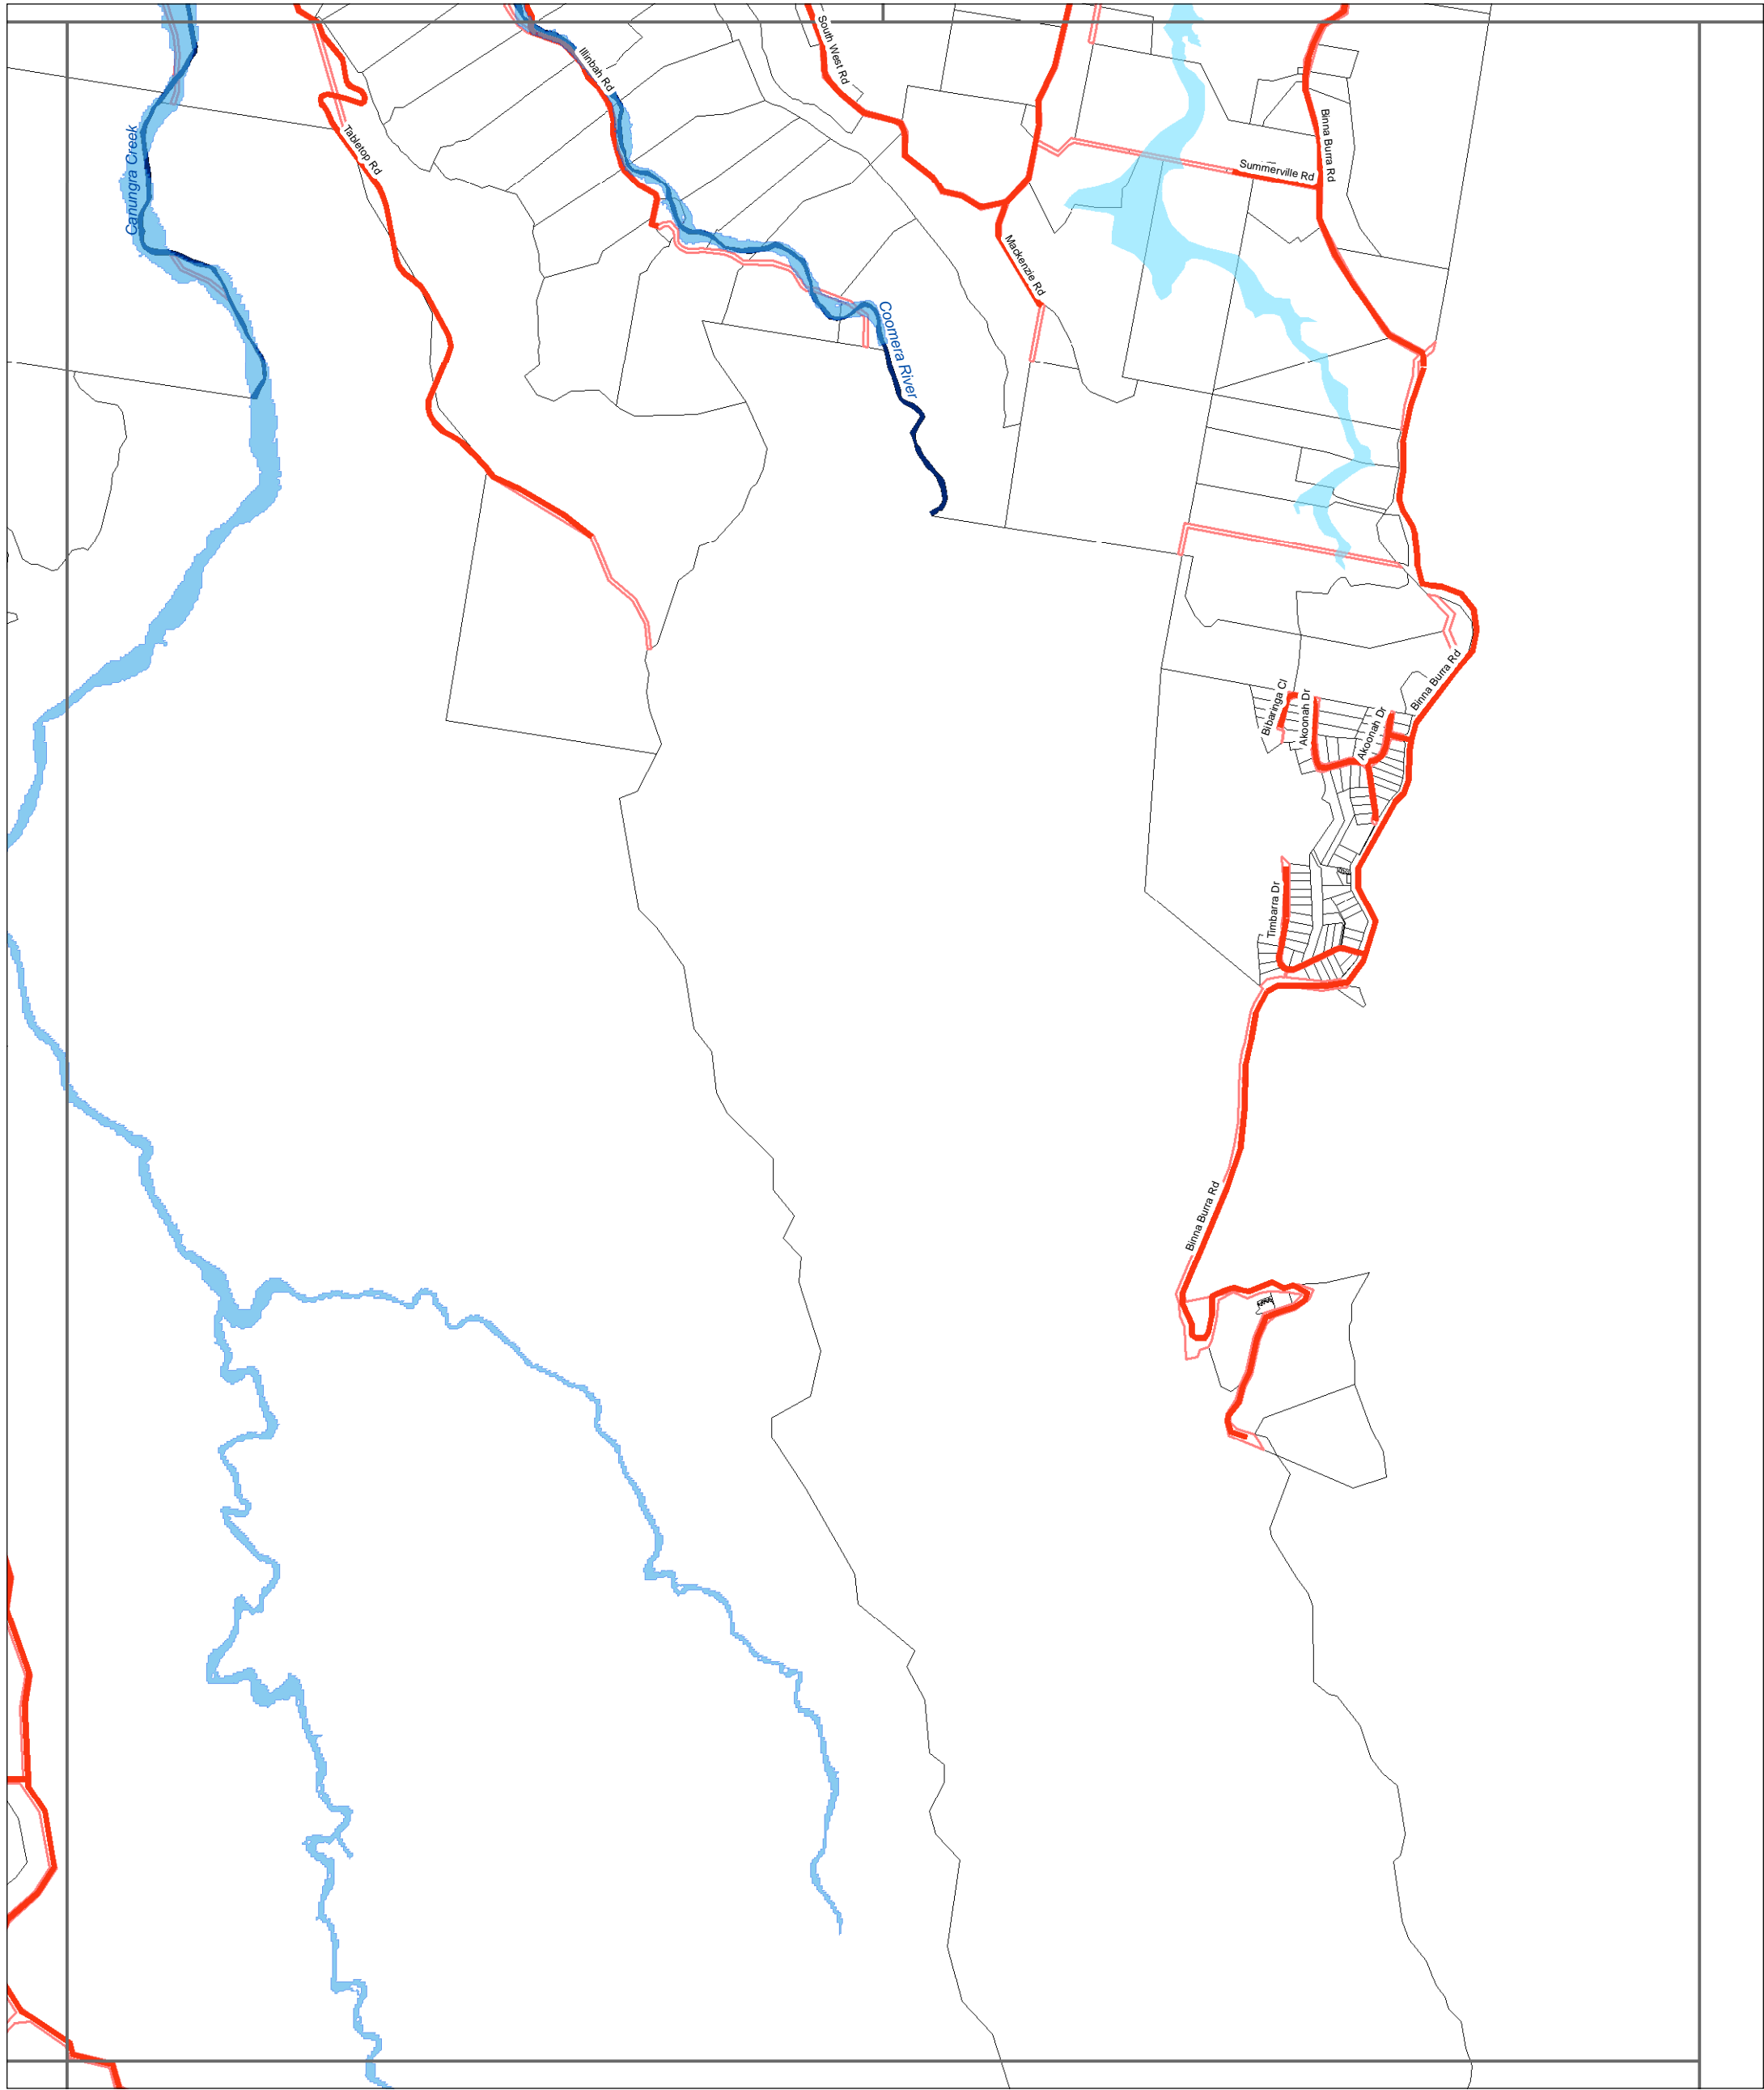 South West Rd
Illinbah Rd
Binna Burra Rd
Canungra Creek
Tabletop Rd
Summerville Rd
Mackenzie Rd
Coomera River
Binna Burra Rd
Bibaringa Cl
Akoonah Dr
Akoonah Dr
Timbarra Dr
Binna Burra Rd